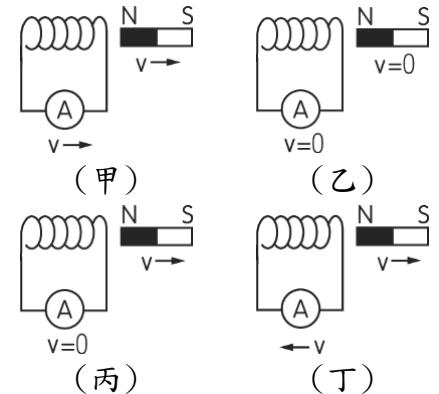 N S N S
v→ v=0
A A
v→ v=0
（甲） （乙）
N S N S
v→ v→
A A
v=0 ←v
（丙） （丁）